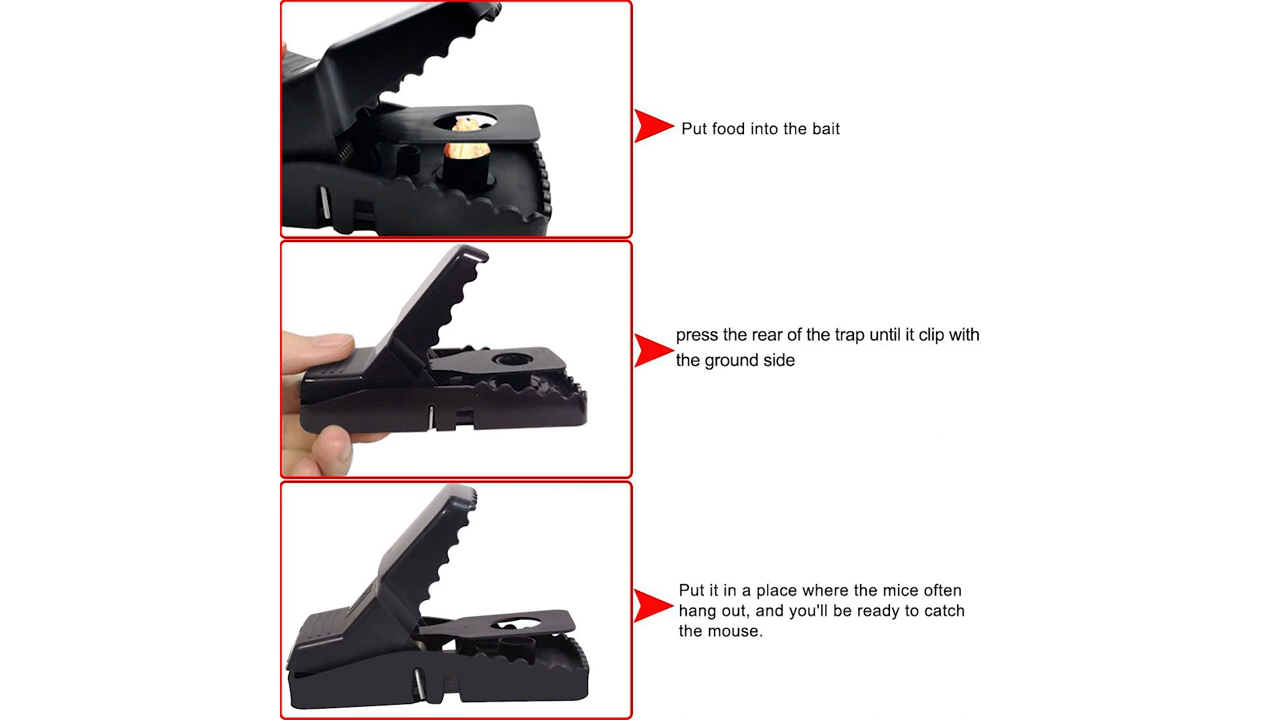 Put food into the bait
press the rear of the trap until it clip with
the ground side
Put it in a place where the mice often
hang out, and you'll be ready to catch
the mouse.